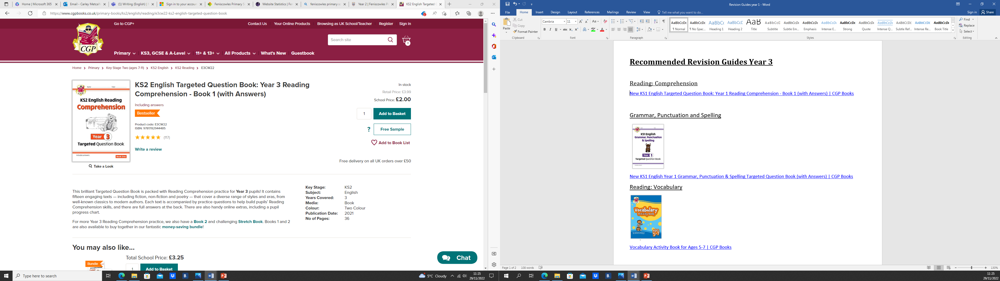 Home | Microsoft 365
Email - Carley Metcalf
(1) Writing (English) |
Sign in to your accoun
Feniscowles Primary S
Website Statistics | Fen
feniscowles primary sc
Year 2 | Feniscowles P
KS2 English Targeted
https://www.cgpbooks.co.uk/primary-books/ks2/english/reading/e3cw22-ks2-english-targeted-question-book
Go to CGP+
Contact Us
Your Online Products
Browsing as UK School/Teacher
Register
Sign In
CGP
Search site
0
Primary
KS3, GCSE & A-Level
11+ & 13+
All Products
What's New
Guestbook
Home > Primary > Key Stage Two (ages 7-11) > KS2 English > KS2 Reading > E3CW22
CGP
KS2 English Reading
Comprehension
Year 3
Targeted Question Book
Includes answers
Book One
Take a Look
KS2 English Targeted Question Book: Year 3 Reading
Comprehension - Book 1 (with Answers)
Including answers
Bestseller
Product code: E3CW22
ISBN: 9781782944485
(117)
Write a review
In stock
Retail Price: £3.99
School Price: £2.00
1
Add to Basket
?
Free Sample
Add to Book List
Free delivery on all UK orders over £50
This brilliant Targeted Question Book is packed with Reading Comprehension practice for Year 3 pupils! It contains
fifteen engaging texts — including fiction, non-fiction and poetry — that cover a diverse range of styles and eras, from
well-known classics to modern authors. Each text is accompanied by practice questions to help build pupils' Reading
Comprehension skills, and there are full answers at the back. There are also handy online extras, including a pupil
progress chart.
For more Year 3 Reading Comprehension practice, we also have a Book 2 and challenging Stretch Book. Books 1 and 2
are also available to buy together in our fantastic money-saving bundle!
Key Stage: KS2
Subject: English
Years Covered: 3
Media: Book
Colour: Two Colour
Publication Date: 2021
No of Pages: 36
You may also like...
Bundle
Total School Price: £3.25
1
Add to Basket
Chat
Type here to search
5°C Cloudy
11:25
29/11/2022
Revision Guides year 1 - Word
File
Home
Insert
Design
Layout
References
Mailings
Review
View
Tell me what you want to do...
Sign in
Share
Paste
Cut
Copy
Format Painter
Clipboard
Cambria
11
Font
Paragraph
¶ Normal
¶ No Spac...
Heading 1
Heading 2
Title
Subtitle
Subtle Em...
Emphasis
Intense E...
Strong
Quote
Intense Q...
Subtle Ref...
Intense Re...
Book Title
Styles
Find
Replace
Select
Editing
Recommended Revision Guides Year 3
Reading: Comprehension
New KS1 English Targeted Question Book: Year 1 Reading Comprehension - Book 1 (with Answers) | CGP Books
Grammar, Punctuation and Spelling
KS1 English
Grammar, Punctuation
& Spelling
Year 1
Targeted Question Book
New KS1 English Year 1 Grammar, Punctuation & Spelling Targeted Question Book (with Answers) | CGP Books
Reading: Vocabulary
Vocabulary
Activity Book
Ages
5-7
Vocabulary Activity Book for Ages 5-7 | CGP Books
Page 1 of 2
108 words
130%
11:25
29/11/2022